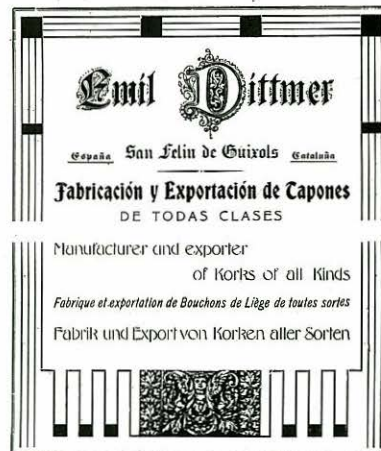 Emil Dittmer
España San Feliu de Guixols Cataluña
Fabricación y Exportación de Tapones
DE TODAS CLASES
Manufacturer and exporter
of Korks of all Kinds
Fabrique et exportation de Bouchons de Liège de toutes sortes
Fabrik und Export von Korken aller Sorten